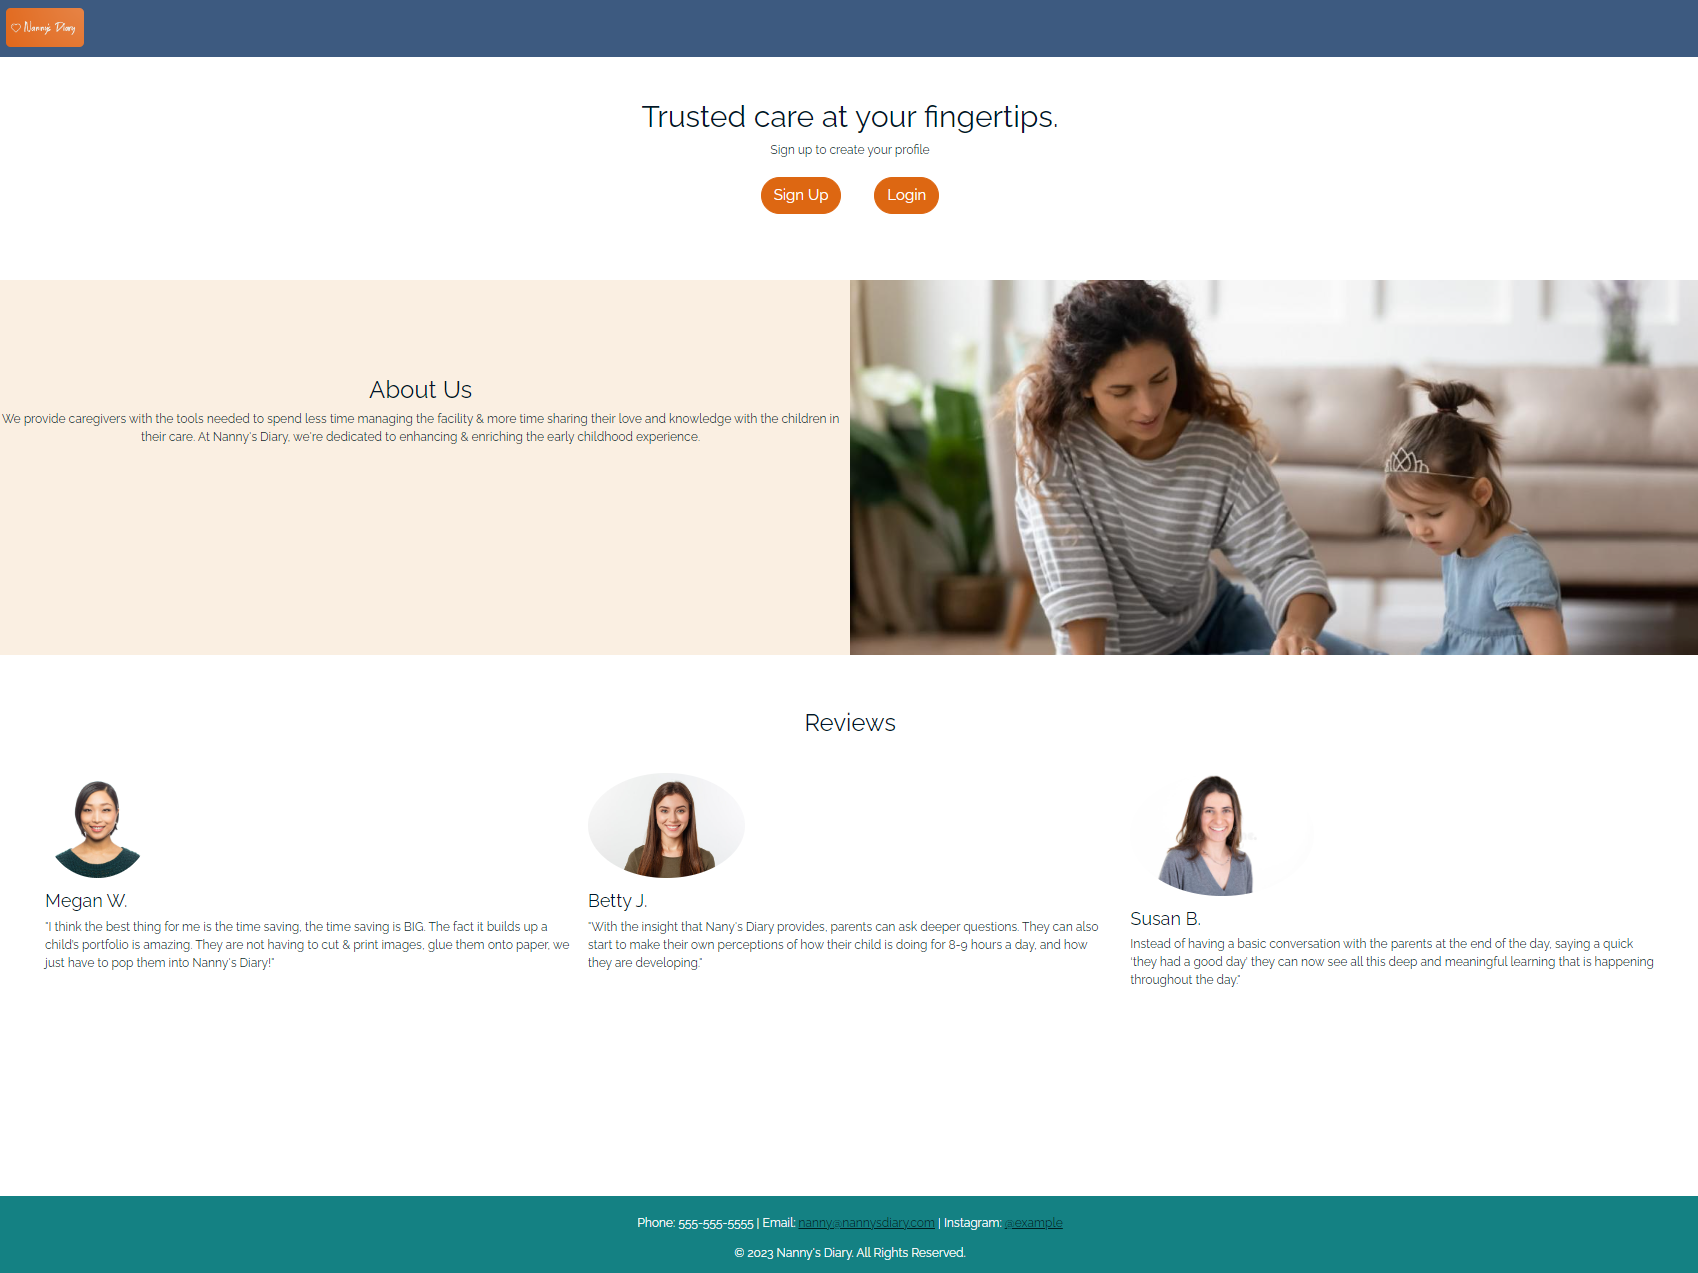 Nanny's Diary
Trusted care at your fingertips.
Sign up to create your profile
Sign Up
Login
About Us
We provide caregivers with the tools needed to spend less time managing the facility & more time sharing their love and knowledge with the children in
their care. At Nanny's Diary, we're dedicated to enhancing & enriching the early childhood experience.
Reviews
Megan W.
"I think the best thing for me is the time saving, the time saving is BIG. The fact it builds up a
child's portfolio is amazing. They are not having to cut & print images, glue them onto paper, we
just have to pop them into Nanny's Diary!"
Betty J.
"With the insight that Nany's Diary provides, parents can ask deeper questions. They can also
start to make their own perceptions of how their child is doing for 8-9 hours a day, and how
they are developing."
Susan B.
Instead of having a basic conversation with the parents at the end of the day, saying a quick
'they had a good day' they can now see all this deep and meaningful learning that is happening
throughout the day."
Phone: 555-555-5555 | Email: nanny@nannysdiary.com | Instagram: @example
© 2023 Nanny's Diary. All Rights Reserved.